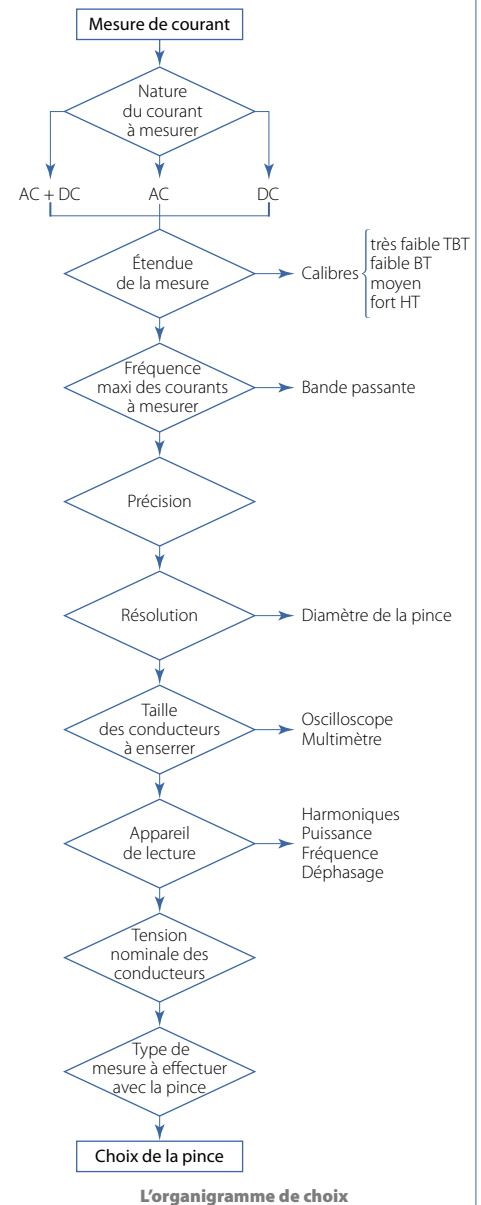 Mesure de courant
Nature
du courant
à mesurer
AC + DC
AC
DC
Étendue
de la mesure
Calibres
très faible TBT
faible BT
moyen
fort HT
Fréquence
maxi des courants
à mesurer
Bande passante
Précision
Résolution
Diamètre de la pince
Taille
des conducteurs
à enserrer
Oscilloscope
Multimètre
Appareil
de lecture
Harmoniques
Puissance
Fréquence
Déphasage
Tension
nominale des
conducteurs
Type de
mesure à effectuer
avec la pince
Choix de la pince
L'organigramme de choix